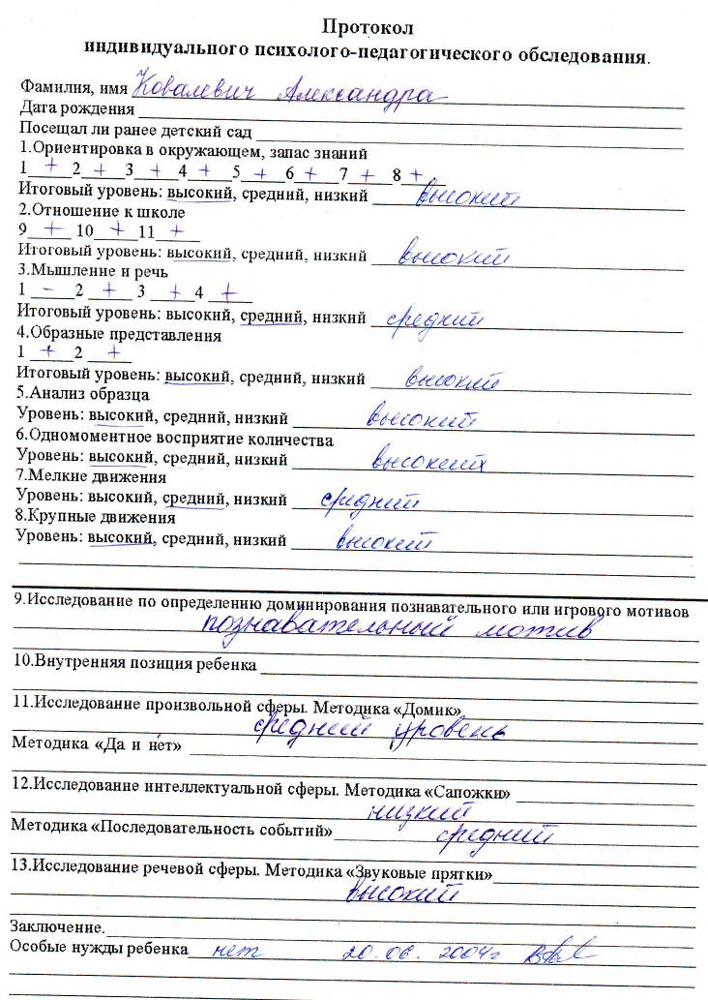 Протокол
индивидуального психолого-педагогического обследования.
Фамилия, имя Ковалевич Александра
Дата рождения
Посещал ли ранее детский сад
1.Ориентировка в окружающем, запас знаний
1 + 2 + 3 + 4 + 5 + 6 + 7 + 8 +
Итоговый уровень: высокий, средний, низкий высокий
2.Отношение к школе
9 + 10 + 11 +
Итоговый уровень: высокий, средний, низкий высокий
3.Мышление и речь
1 - 2 + 3 + 4 +
Итоговый уровень: высокий, средний, низкий средний
4.Образные представления
1 + 2 +
Итоговый уровень: высокий, средний, низкий высокий
5.Анализ образца
Уровень: высокий, средний, низкий высокий
6.Одномоментное восприятие количества
Уровень: высокий, средний, низкий высокий
7.Мелкие движения
Уровень: высокий, средний, низкий средний
8.Крупные движения
Уровень: высокий, средний, низкий высокий
9.Исследование по определению доминирования познавательного или игрового мотивов
познавательный мотив
10.Внутренняя позиция ребенка
11.Исследование произвольной сферы. Методика «Домик»
средний уровень
Методика «Да и нет»
12.Исследование интеллектуальной сферы. Методика «Сапожки»
низкий
Методика «Последовательность событий» средний
13.Исследование речевой сферы. Методика «Звуковые прятки»
высокий
Заключение.
Особые нужды ребенка нет 20.06. 2004г